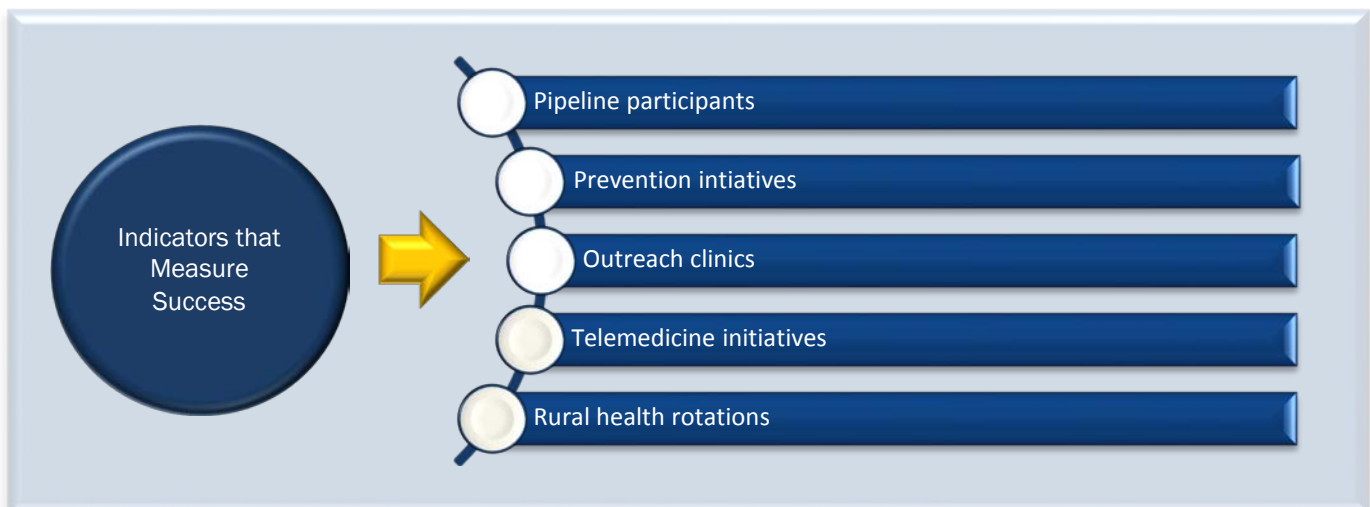 Indicators that
Measure
Success
Pipeline participants
Prevention intiatives
Outreach clinics
Telemedicine initiatives
Rural health rotations